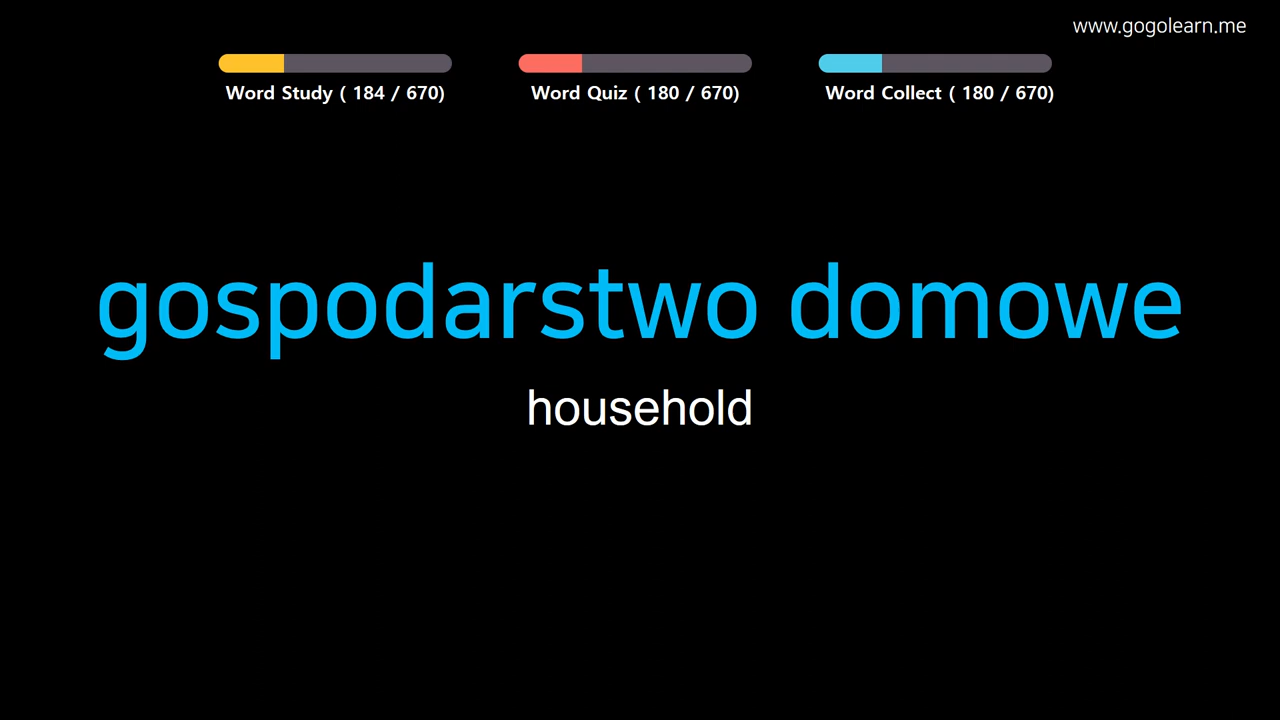 www.gogolearn.me
Word Study ( 184 / 670) Word Quiz ( 180 / 670) Word Collect ( 180 / 670)
gospodarstwo domowe
household